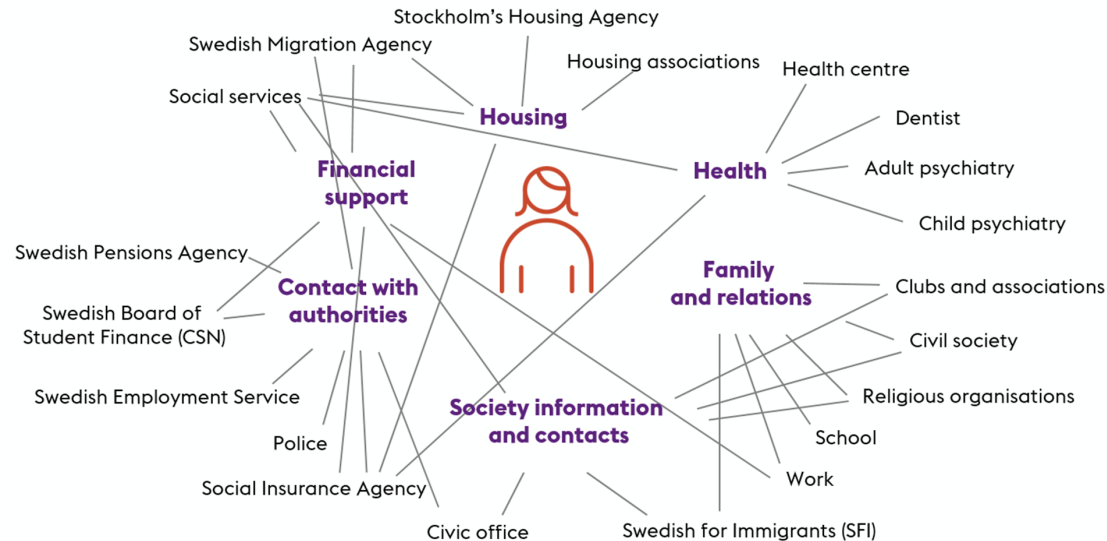 Stockholm's Housing Agency
Swedish Migration Agency
Housing associations
Health centre
Social services
Housing
Dentist
Financial
support
Health
Adult psychiatry
Child psychiatry
Swedish Pensions Agency
Family
and relations
Contact with
authorities
Clubs and associations
Swedish Board of
Student Finance (CSN)
Civil society
Swedish Employment Service
Religious organisations
Society information
and contacts
School
Police
Work
Social Insurance Agency
Civic office
Swedish for Immigrants (SFI)